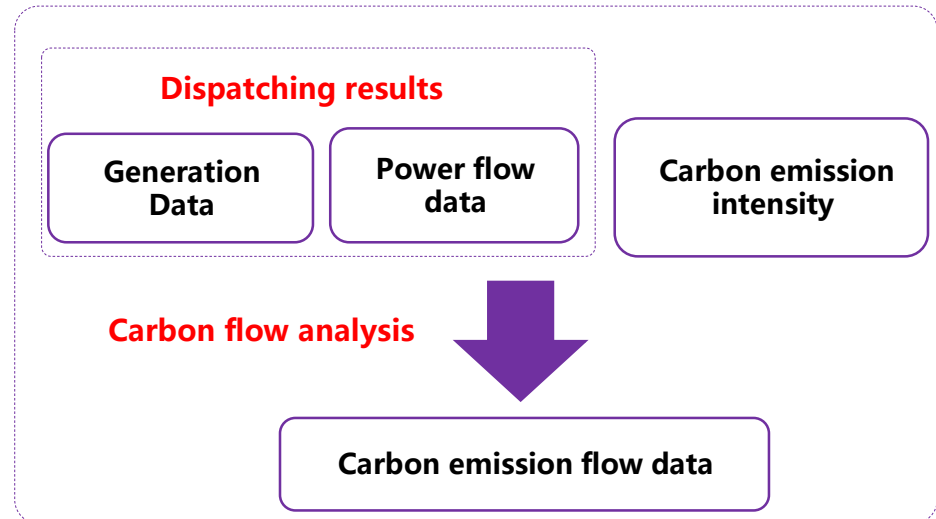 Dispatching results
Generation
Data
Power flow
data
Carbon emission
intensity
Carbon flow analysis
Carbon emission flow data